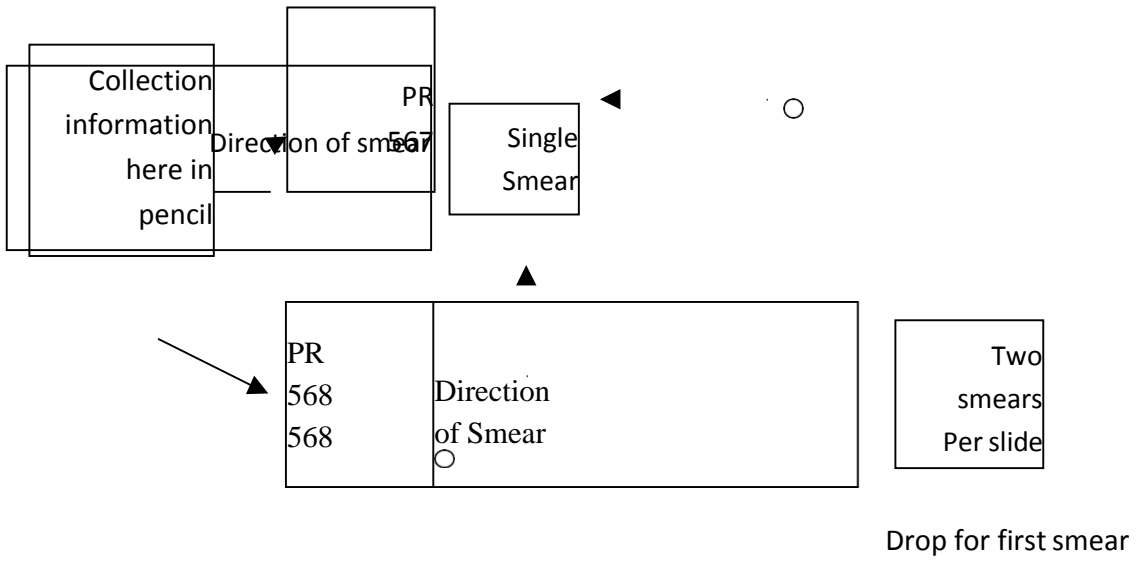 Collection
information
here in
pencil
Direction of smear
PR
567
Single
Smear
PR
568
568
Direction
of Smear
Two
smears
Per slide
Drop for first smear